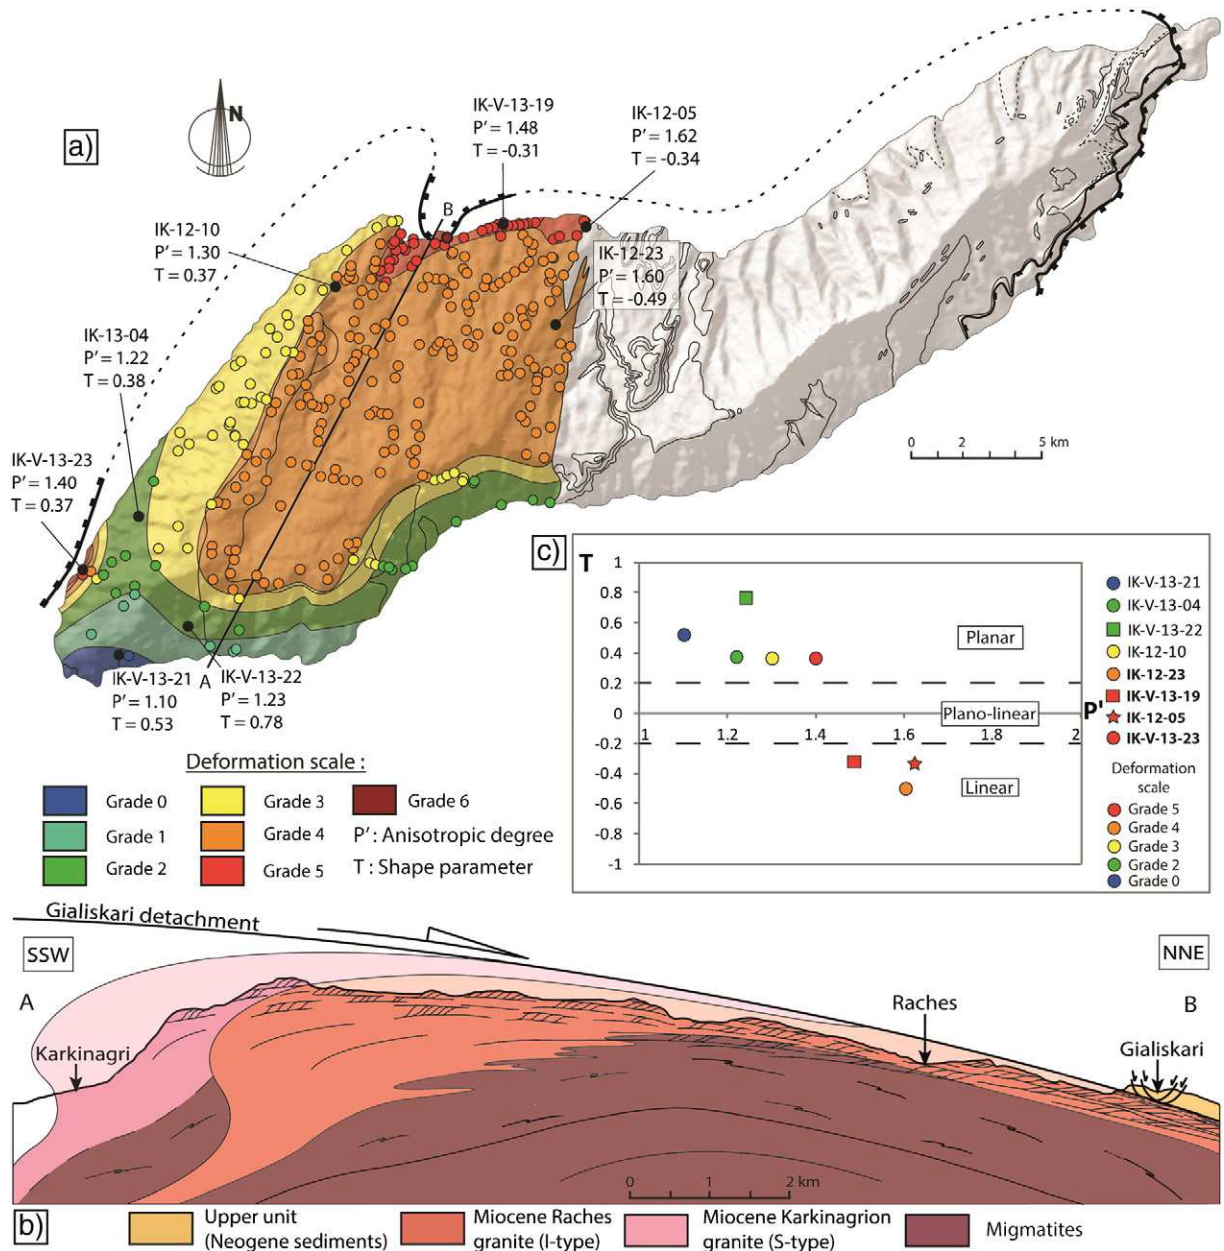 a)
N
IK-V-13-19
P' = 1.48
T = -0.31
IK-12-05
P' = 1.62
T = -0.34
B
IK-12-10
P' = 1.30
T = 0.37
IK-12-23
P' = 1.60
T = -0.49
IK-13-04
P' = 1.22
T = 0.38
IK-V-13-23
P' = 1.40
T = 0.37
0 2 5 km
A
IK-V-13-21
P' = 1.10
T = 0.53
IK-V-13-22
P' = 1.23
T = 0.78
Deformation scale :
Grade 0
Grade 1
Grade 2
Grade 3
Grade 4
Grade 5
Grade 6
P' : Anisotropic degree
T : Shape parameter
c)
T
1
0.8
0.6
0.4
0.2
0
-0.2
-0.4
-0.6
-0.8
-1
1 1.2 1.4 1.6 1.8 2
P'
Planar
Plano-linear
Linear
IK-V-13-21
IK-V-13-04
IK-V-13-22
IK-12-10
IK-12-23
IK-V-13-19
IK-12-05
IK-V-13-23
Deformation
scale
Grade 5
Grade 4
Grade 3
Grade 2
Grade 0
Gialiskari detachment
SSW
NNE
A
B
Karkinagri
Raches
Gialiskari
0 1 2 km
b)
Upper unit
(Neogene sediments)
Miocene Raches
granite (I-type)
Miocene Karkinagrion
granite (S-type)
Migmatites